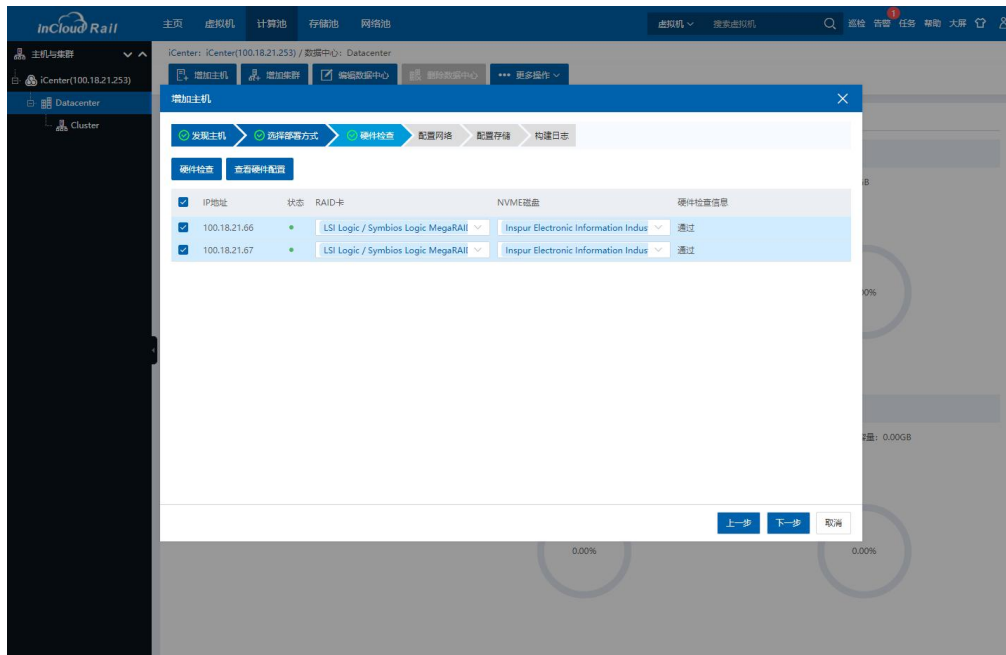 InCloud Rail
主页 虚拟机 计算池 存储池 网络池 虚拟机 搜索虚拟机 巡检 告警 1 任务 帮助 大屏
主机与集群
iCenter(100.18.21.253)
Datacenter
Cluster
iCenter: iCenter(100.18.21.253) / 数据中心: Datacenter
增加主机 增加集群 编辑数据中心 删除数据中心 ••• 更多操作
增加主机
发现主机 选择部署方式 硬件检查 配置网络 配置存储 构建日志
硬件检查 查看硬件配置
IP地址 状态 RAID卡 NVME磁盘 硬件检查信息
100.18.21.66 LSI Logic / Symbios Logic MegaRAI Inspur Electronic Information Indus 通过
100.18.21.67 LSI Logic / Symbios Logic MegaRAI Inspur Electronic Information Indus 通过
上一步 下一步 取消
量: 0.00GB
0.00% 0.00%